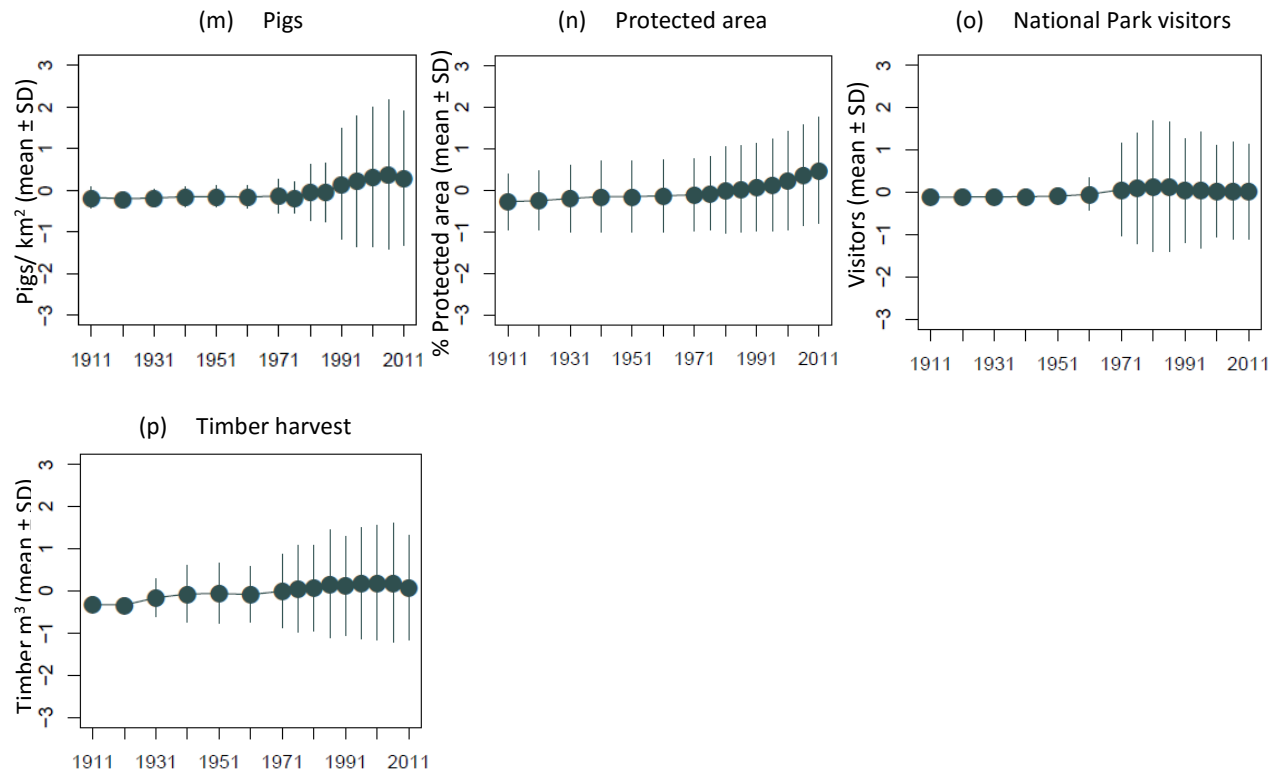 (m) Pigs
(n) Protected area
(o) National Park visitors
Pigs/ km² (mean ± SD)
3
2
1
0
−1
−2
−3
1911 1931 1951 1971 1991 2011
% Protected area (mean ± SD)
3
2
1
0
−1
−2
−3
1911 1931 1951 1971 1991 2011
Visitors (mean ± SD)
3
2
1
0
−1
−2
−3
1911 1931 1951 1971 1991 2011
(p) Timber harvest
Timber m³ (mean ± SD)
3
2
1
0
−1
−2
−3
1911 1931 1951 1971 1991 2011